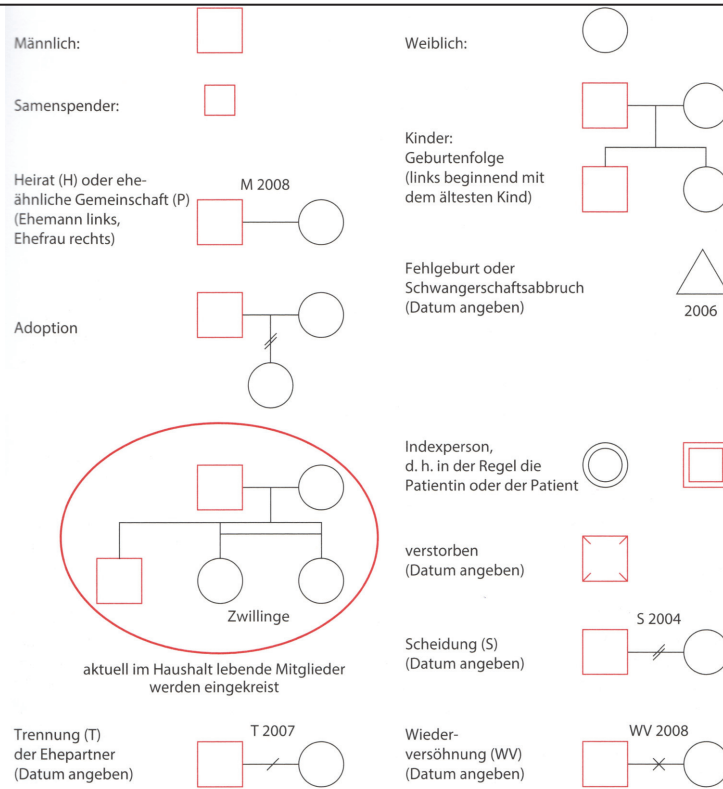 Männlich:
Weiblich:
Samenspender:
Kinder:
Geburtenfolge
(links beginnend mit
dem ältesten Kind)
Heirat (H) oder ehe-
ähnliche Gemeinschaft (P)
(Ehemann links,
Ehefrau rechts)
M 2008
Fehlgeburt oder
Schwangerschaftsabbruch
(Datum angeben)
2006
Adoption
Zwillinge
aktuell im Haushalt lebende Mitglieder
werden eingekreist
Indexperson,
d. h. in der Regel die
Patientin oder der Patient
verstorben
(Datum angeben)
Scheidung (S)
(Datum angeben)
S 2004
Trennung (T)
der Ehepartner
(Datum angeben)
T 2007
Wieder-
versöhnung (WV)
(Datum angeben)
WV 2008